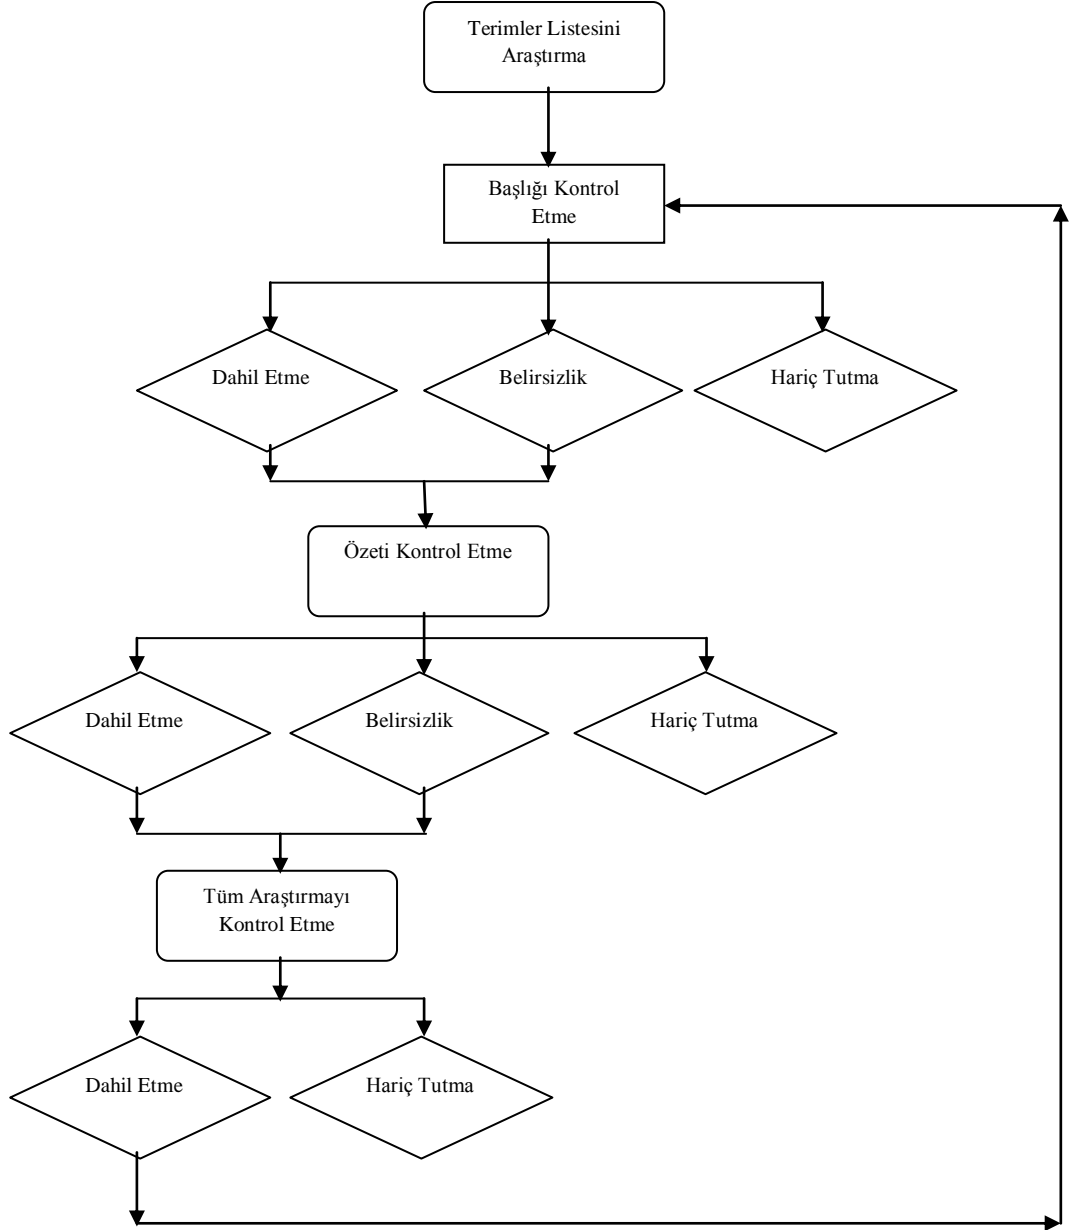 Terimler Listesini
Araştırma
Başlığı Kontrol
Etme
Dahil Etme
Belirsizlik
Hariç Tutma
Özeti Kontrol Etme
Dahil Etme
Belirsizlik
Hariç Tutma
Tüm Araştırmayı
Kontrol Etme
Dahil Etme
Hariç Tutma